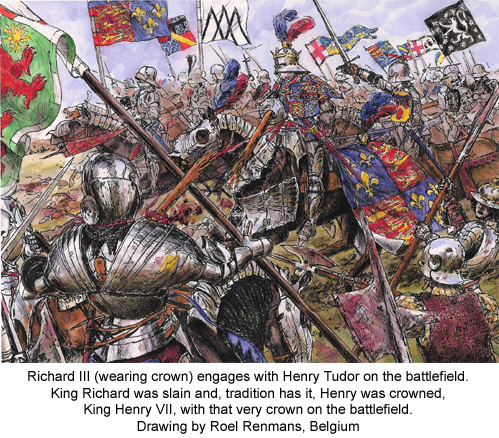 Richard III (wearing crown) engages with Henry Tudor on the battlefield.
King Richard was slain and, tradition has it, Henry was crowned,
King Henry VII, with that very crown on the battlefield.
Drawing by Roel Renmans, Belgium